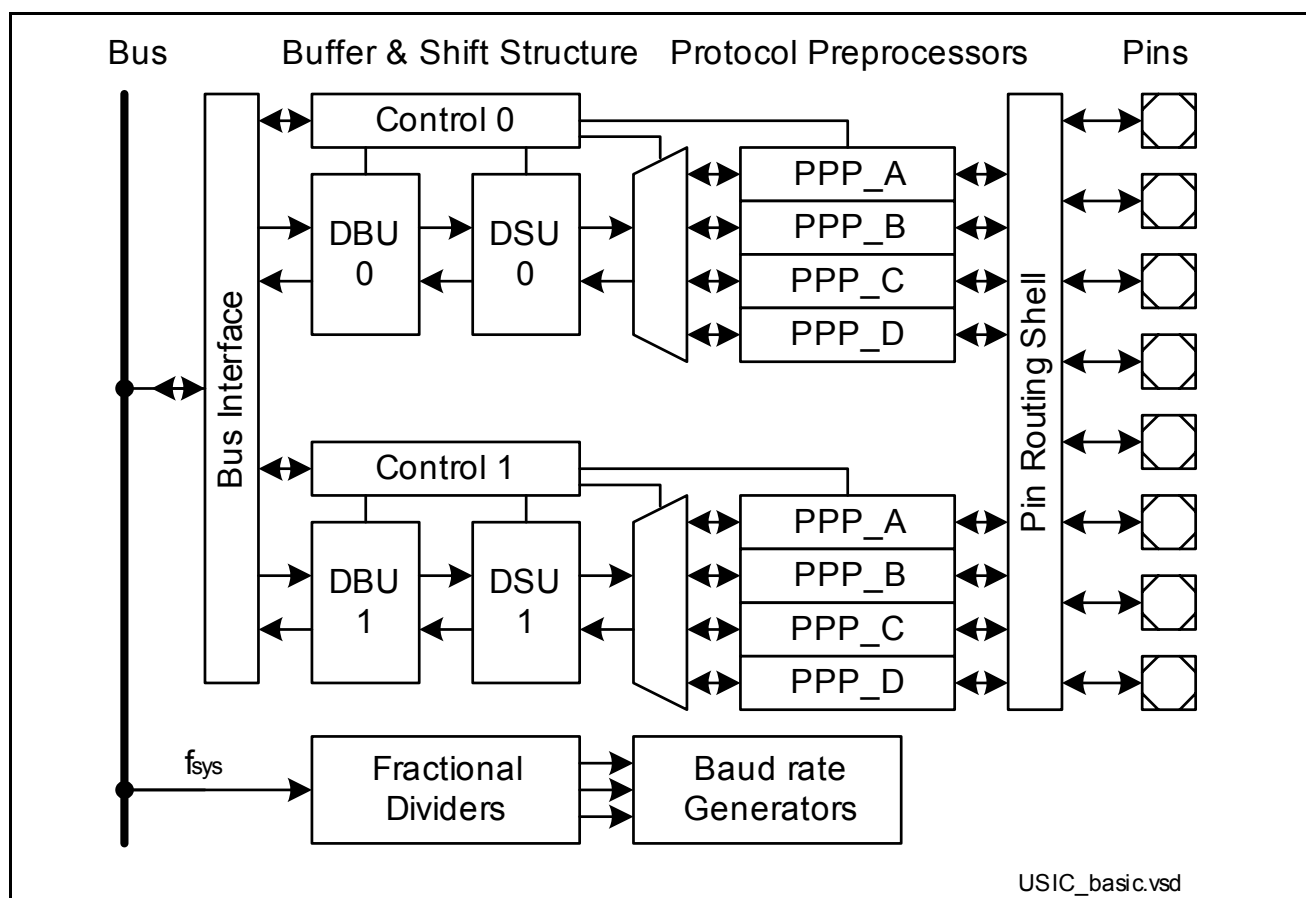 Bus
Buffer & Shift Structure
Protocol Preprocessors
Pins
Bus Interface
Control 0
DBU
0
DSU
0
PPP_A
PPP_B
PPP_C
PPP_D
Pin Routing Shell
Control 1
DBU
1
DSU
1
PPP_A
PPP_B
PPP_C
PPP_D
fsys
Fractional
Dividers
Baud rate
Generators
USIC_basic.vsd